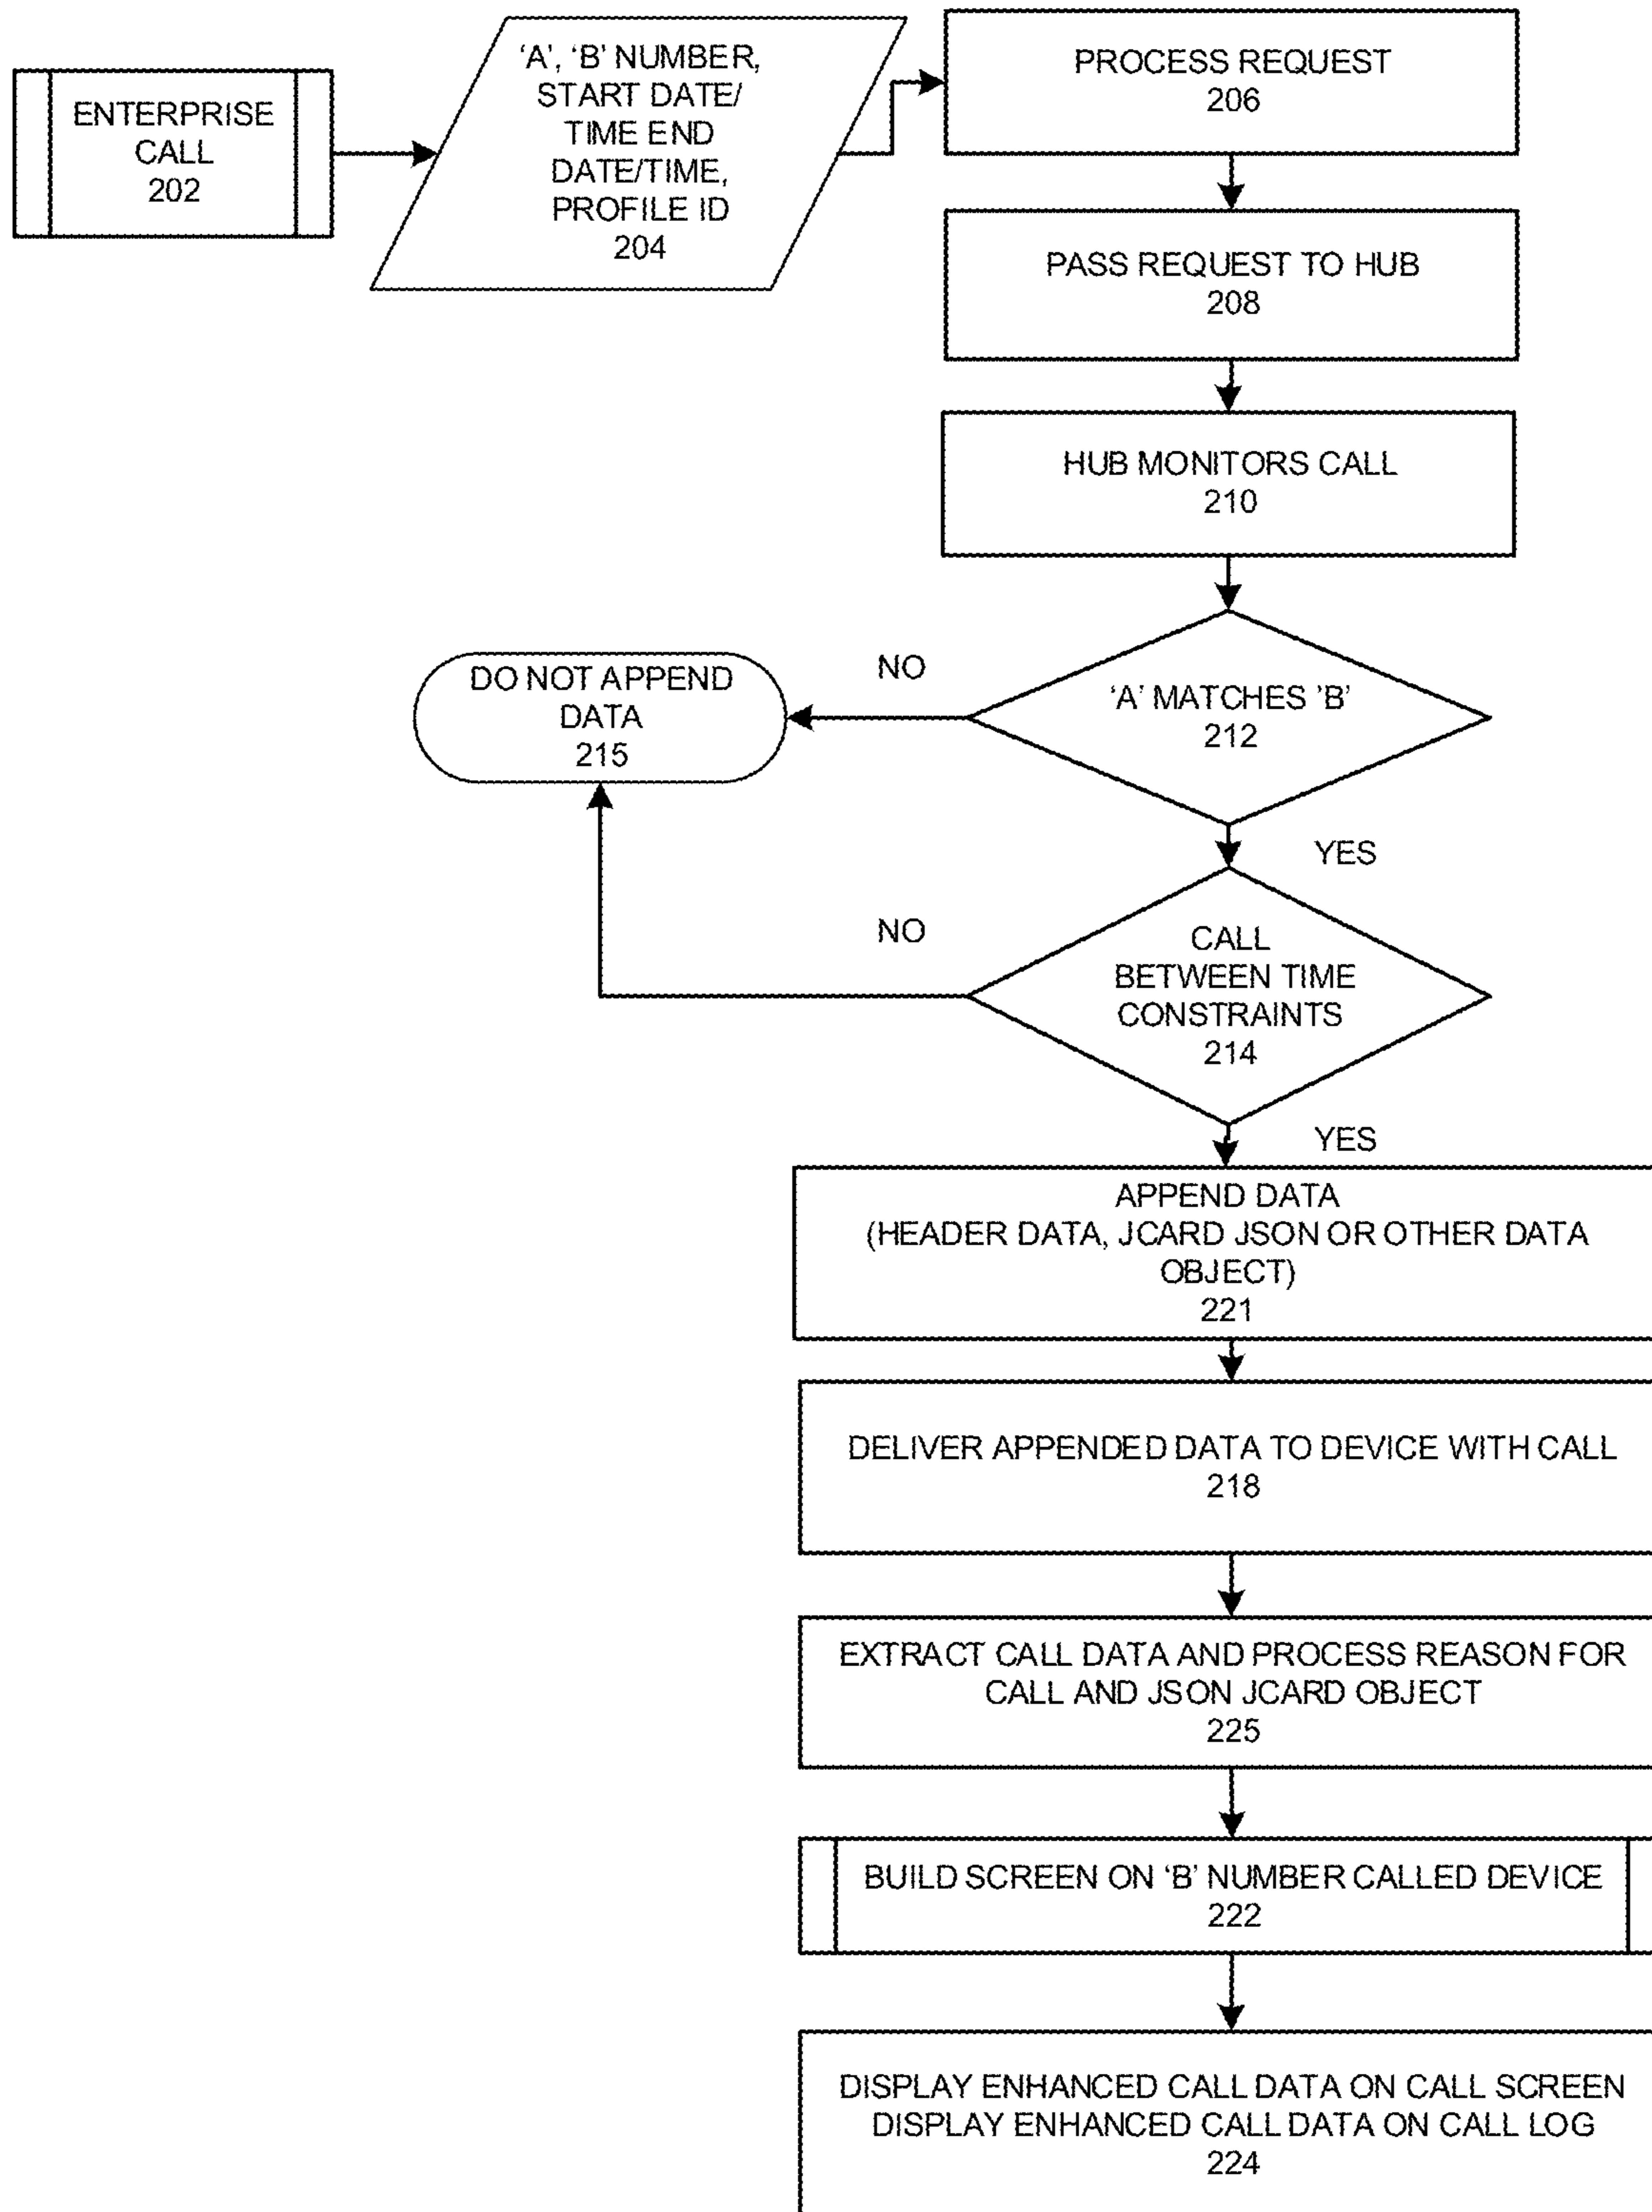 ENTERPRISE
CALL
202
‘A’, ‘B’ NUMBER,
START DATE/
TIME END
DATE/TIME,
PROFILE ID
204
PROCESS REQUEST
206
PASS REQUEST TO HUB
208
HUB MONITORS CALL
210
‘A’ MATCHES ‘B’
212
NO
DO NOT APPEND
DATA
215
YES
CALL
BETWEEN TIME
CONSTRAINTS
214
NO
YES
APPEND DATA
(HEADER DATA, JCARD JSON OR OTHER DATA
OBJECT)
221
DELIVER APPENDED DATA TO DEVICE WITH CALL
218
EXTRACT CALL DATA AND PROCESS REASON FOR
CALL AND JSON JCARD OBJECT
225
BUILD SCREEN ON ‘B’ NUMBER CALLED DEVICE
222
DISPLAY ENHANCED CALL DATA ON CALL SCREEN
DISPLAY ENHANCED CALL DATA ON CALL LOG
224